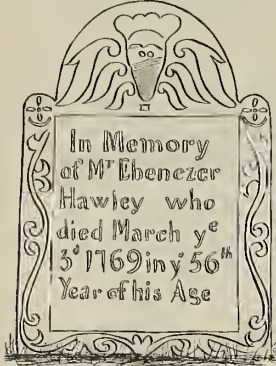 In Memory
of Mr Ebenezer
Hawley who
died March ye
3d 1769 in ye 56th
Year of his Age